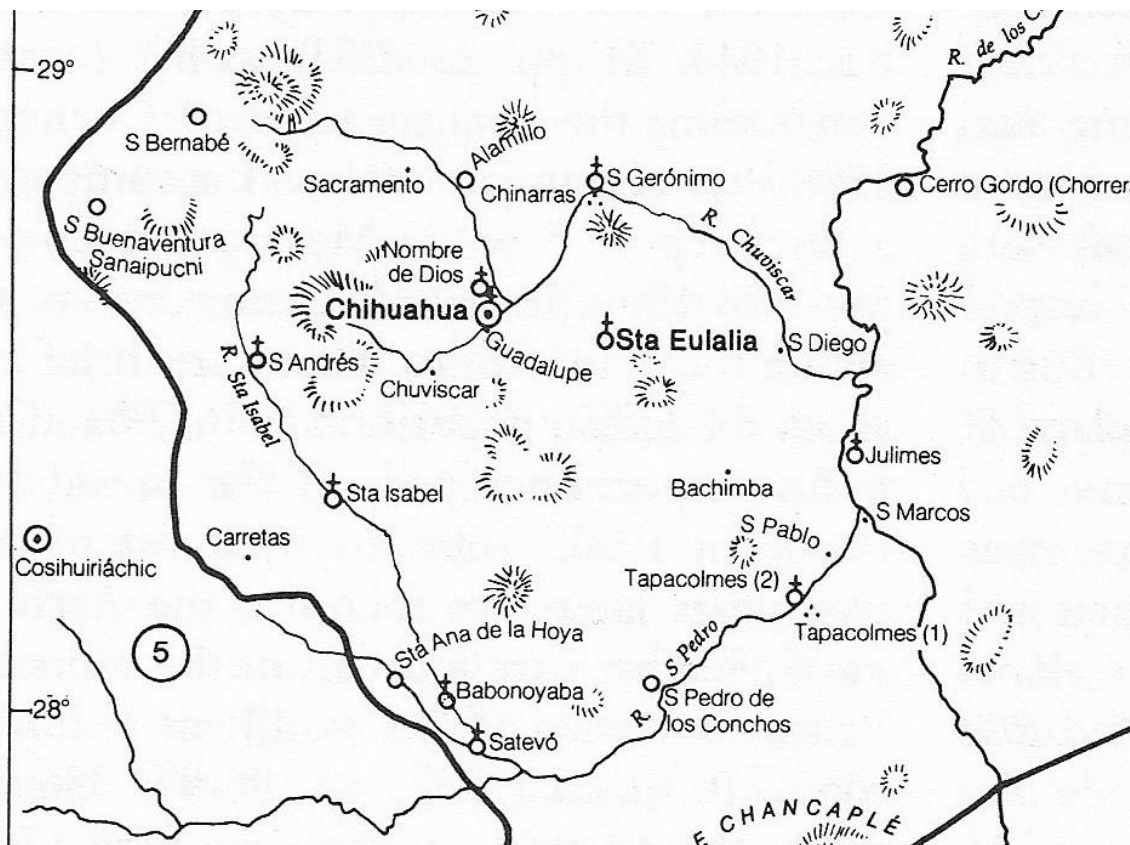 R. de los C
29°
S Bernabé
Alamillo
Sacramento
Chinarras
S Gerónimo
Cerro Gordo (Chorrera
S Buenaventura
Sanaipuchi
R. Chuviscar
Nombre
de Dios
Chihuahua
Guadalupe
Sta Eulalia
S Diego
S Andrés
R. Sta Isabel
Chuviscar
Julimes
Sta Isabel
Bachimba
S Marcos
Carretas
S Pablo
Cosihuiriáchic
Tapacolmes (2)
Tapacolmes (1)
5
Sta Ana de la Hoya
R. S Pedro
28°
Babonoyaba
S Pedro de
los Conchos
Satevó
E CHANCAPLÉ